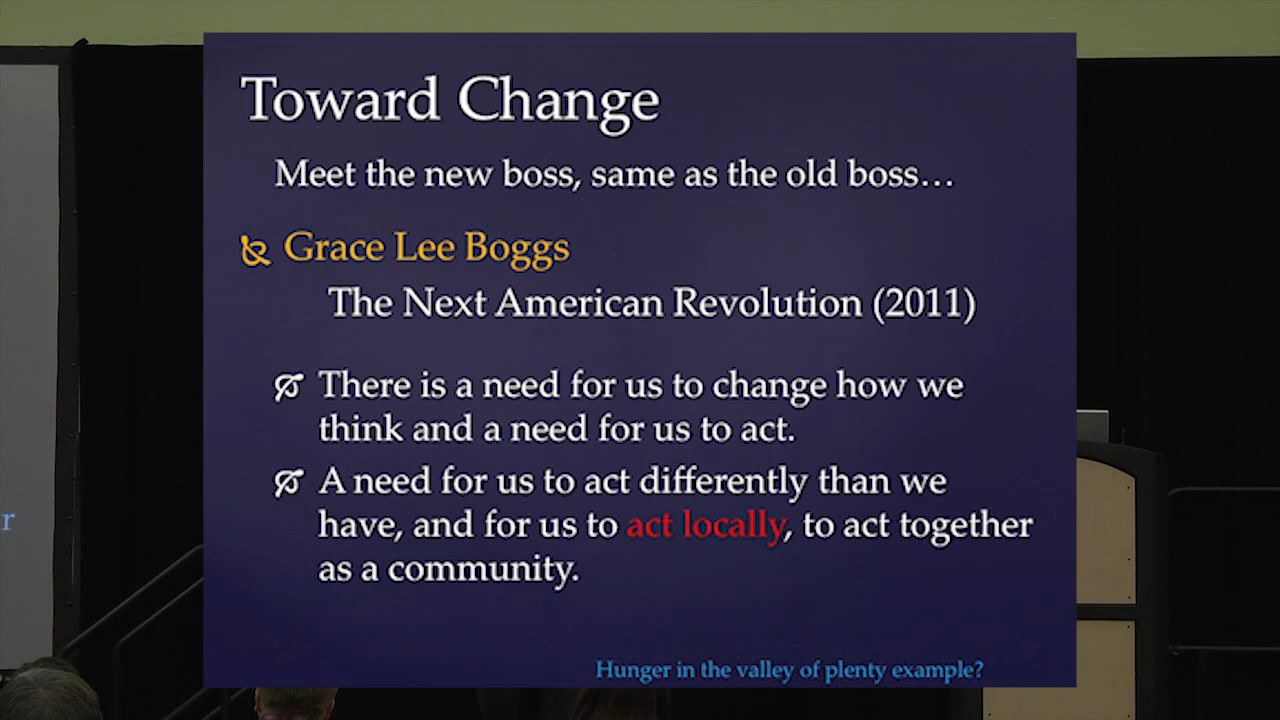 Toward Change
Meet the new boss, same as the old boss…
Grace Lee Boggs
The Next American Revolution (2011)
There is a need for us to change how we
think and a need for us to act.
A need for us to act differently than we
have, and for us to act locally, to act together
as a community.
Hunger in the valley of plenty example?
r